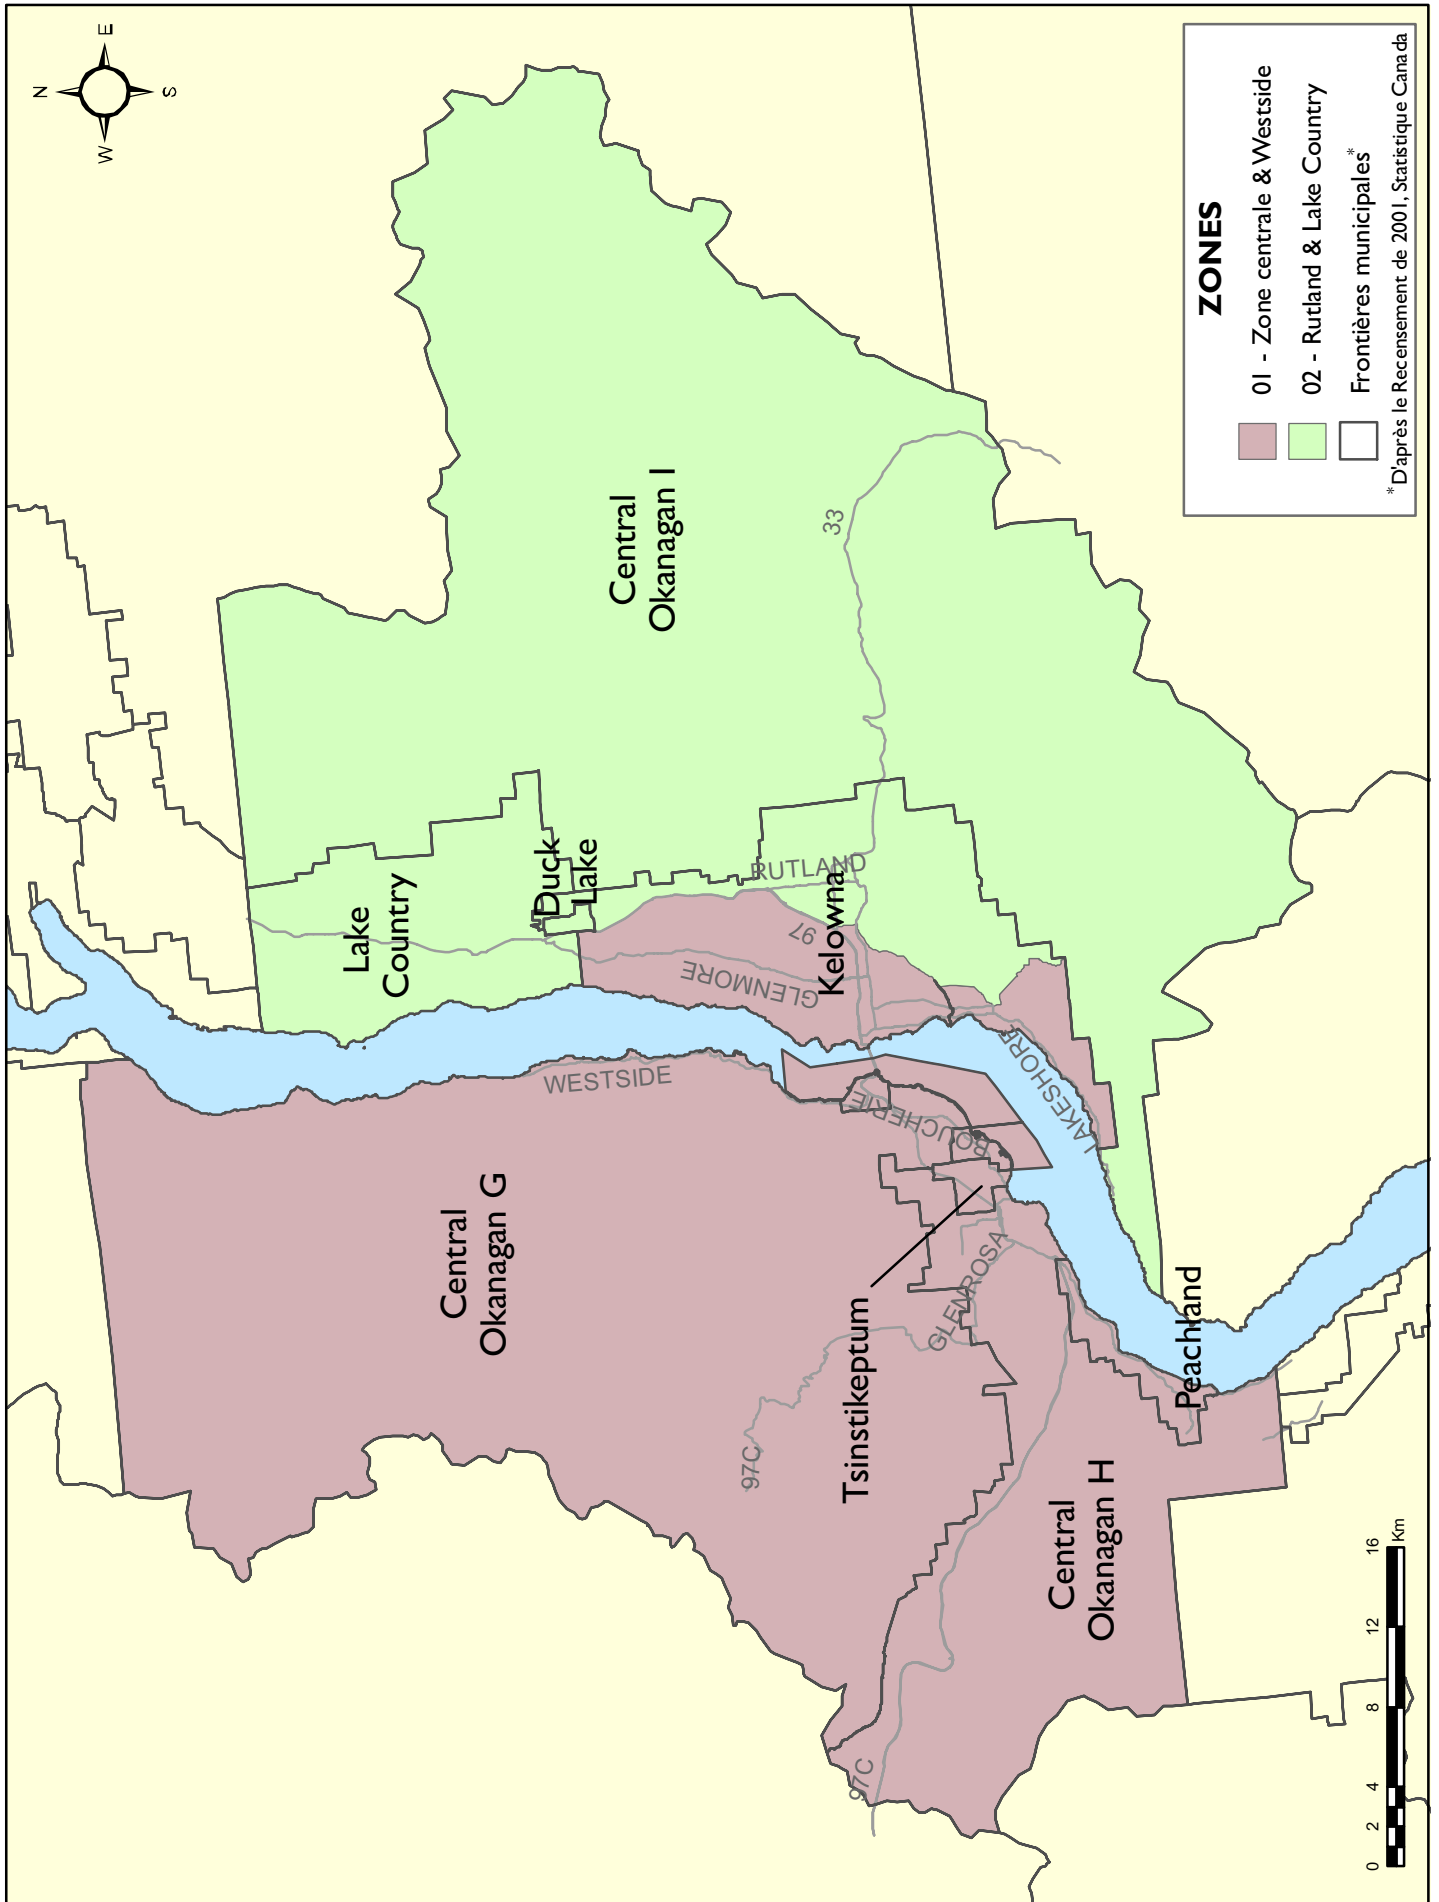 N
W
E
S
Lake
Country
Duck
Lake
Central
Okanagan I
RUTLAND
33
97
GLENMORE
Kelowna
WESTSIDE
BOUCHERIE
LAKESHORE
Central
Okanagan G
Tsinstikeptum
GLENROSA
97C
Peachland
Central
Okanagan H
97C
ZONES
01 - Zone centrale & Westside
02 - Rutland & Lake Country
Frontières municipales*
*D'après le Recensement de 2001, Statistique Canada
0 2 4 8 12 16
Km